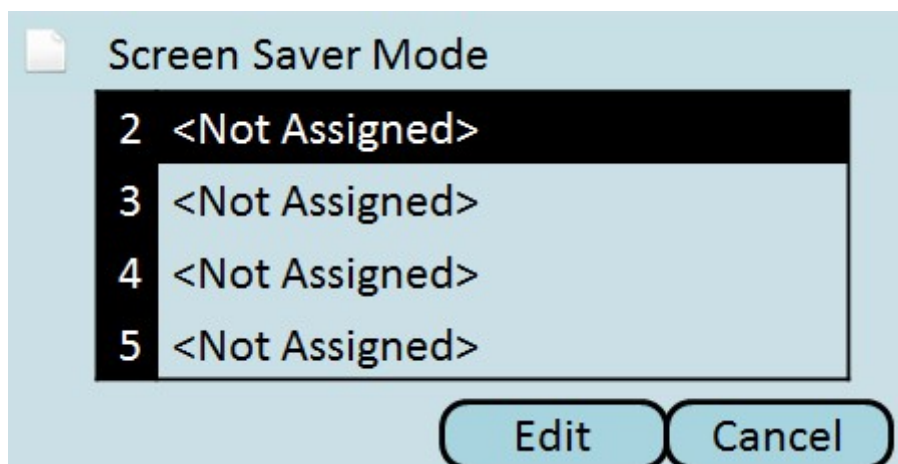 Screen Saver Mode
2 <Not Assigned>
3 <Not Assigned>
4 <Not Assigned>
5 <Not Assigned>
Edit Cancel